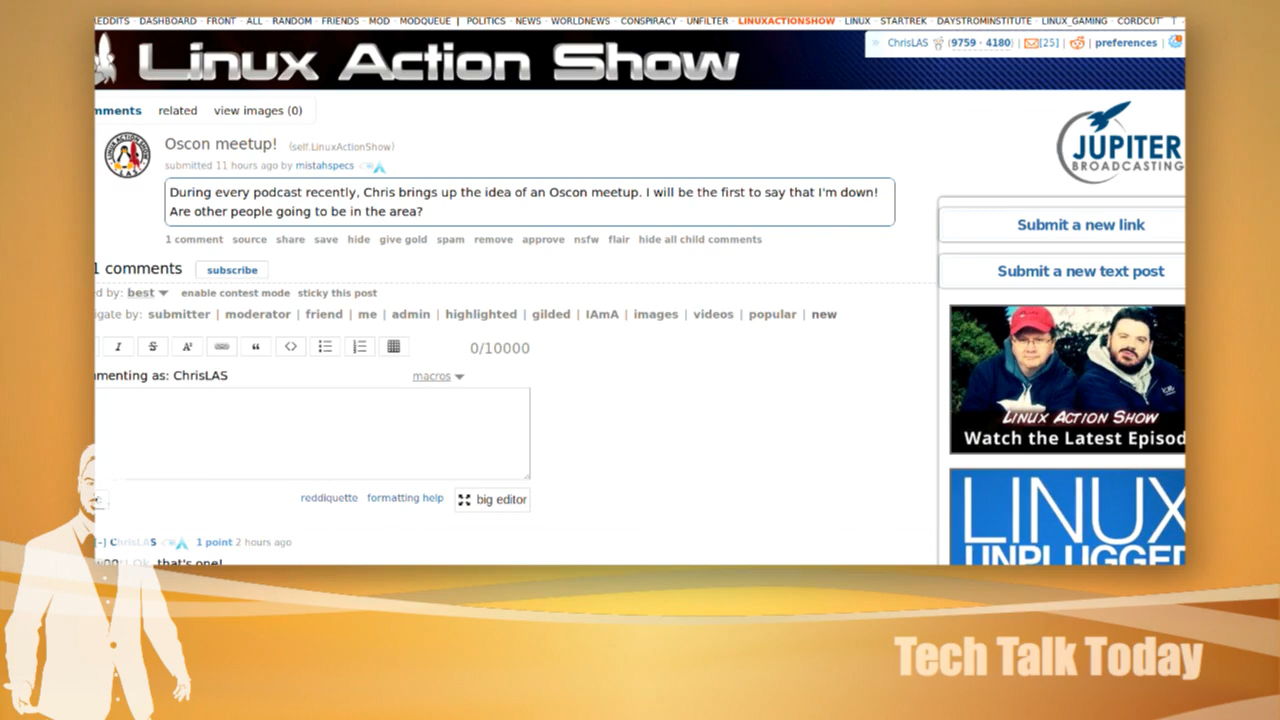 EDDITS · DASHBOARD · FRONT · ALL · RANDOM · FRIENDS · MOD · MODQUEUE | POLITICS · NEWS · WORLDNEWS · CONSPIRACY · UNFILTER · LINUXACTIONSHOW · LINUX · STARTREK · DAYSTROMINSTITUTE · LINUX_GAMING · CORDCUT
Linux Action Show
» ChrisLAS (9759 · 4180) | [25] | | preferences |
mments related view images (0)
Oscon meetup! (self.LinuxActionShow)
submitted 11 hours ago by mistahspecs
During every podcast recently, Chris brings up the idea of an Oscon meetup. I will be the first to say that I'm down!
Are other people going to be in the area?
1 comment source share save hide give gold spam remove approve nsfw flair hide all child comments
1 comments subscribe
d by: best enable contest mode sticky this post
igate by: submitter | moderator | friend | me | admin | highlighted | gilded | IAmA | images | videos | popular | new
0/10000
menting as: ChrisLAS macros
reddiquette formatting help big editor
[-] ChrisLAS 1 point 2 hours ago
Ok, that's one!
JUPITER
BROADCASTING
Submit a new link
Submit a new text post
LINUX ACTION SHOW
Watch the Latest Episod
LINUX
UNPLUGGED
Tech Talk Today